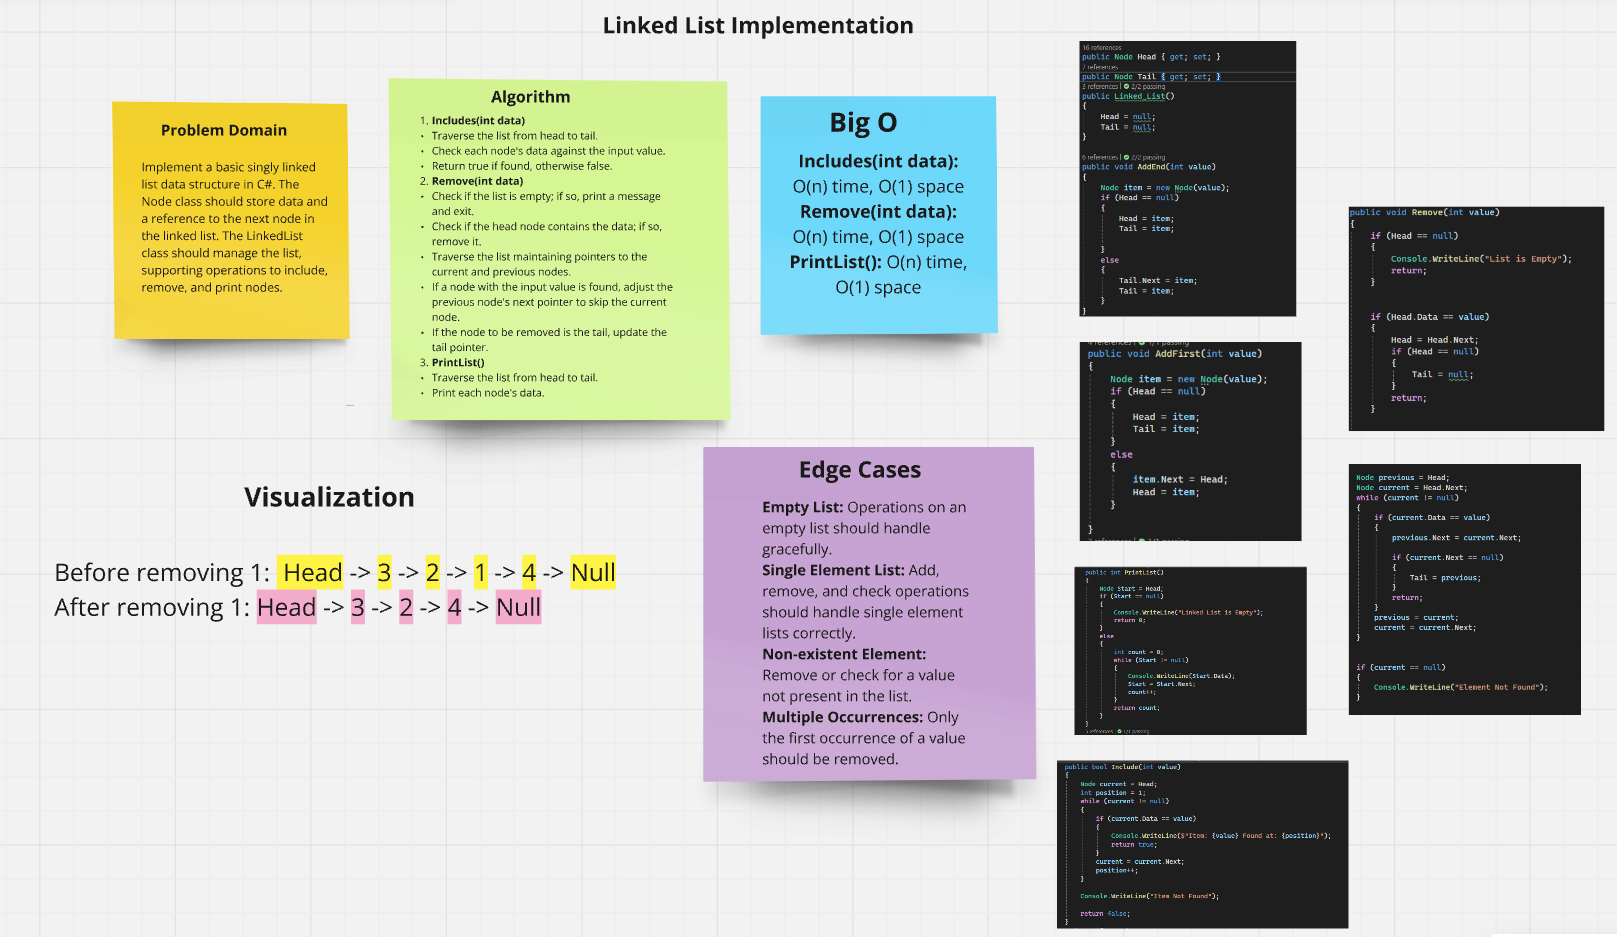 Linked List Implementation
Problem Domain
Implement a basic singly linked
list data structure in C#. The
Node class should store data and
a reference to the next node in
the linked list. The LinkedList
class should manage the list,
supporting operations to include,
remove, and print nodes.
Algorithm
1. Includes(int data)
• Traverse the list from head to tail.
• Check each node's data against the input value.
• Return true if found, otherwise false.
2. Remove(int data)
• Check if the list is empty; if so, print a message
and exit.
• Check if the head node contains the data; if so,
remove it.
• Traverse the list maintaining pointers to the
current and previous nodes.
• If a node with the input value is found, adjust the
previous node's next pointer to skip the current
node.
• If the node to be removed is the tail, update the
tail pointer.
3. PrintList()
• Traverse the list from head to tail.
• Print each node's data.
Big O
Includes(int data):
O(n) time, O(1) space
Remove(int data):
O(n) time, O(1) space
PrintList(): O(n) time,
O(1) space
Visualization
Before removing 1: Head -> 3 -> 2 -> 1 -> 4 -> Null
After removing 1: Head -> 3 -> 2 -> 4 -> Null
Edge Cases
Empty List: Operations on an
empty list should handle
gracefully.
Single Element List: Add,
remove, and check operations
should handle single element
lists correctly.
Non-existent Element:
Remove or check for a value
not present in the list.
Multiple Occurrences: Only
the first occurrence of a value
should be removed.
16 references
public Node Head { get; set; }
7 references
public Node Tail { get; set; }
3 references | 2/2 passing
public Linked_List()
{
Head = null;
Tail = null;
}
6 references | 2/2 passing
public void AddEnd(int value)
{
Node item = new Node(value);
if (Head == null)
{
Head = item;
Tail = item;
}
else
{
Tail.Next = item;
Tail = item;
}
}
public void AddFirst(int value)
{
Node item = new Node(value);
if (Head == null)
{
Head = item;
Tail = item;
}
else
{
item.Next = Head;
Head = item;
}
}
public int PrintList()
{
Node Start = Head;
if (Start == null)
{
Console.WriteLine("Linked List is Empty");
return 0;
}
else
{
int count = 0;
while (Start != null)
{
Console.WriteLine(Start.Data);
Start = Start.Next;
count++;
}
return count;
}
}
references | 1/1 passing
public bool Include(int value)
{
Node current = Head;
int position = 1;
while (current != null)
{
if (current.Data == value)
{
Console.WriteLine($"Item: {value} Found at: {position}");
return true;
}
current = current.Next;
position++;
}
Console.WriteLine("Item Not Found");
return false;
}
public void Remove(int value)
{
if (Head == null)
{
Console.WriteLine("List is Empty");
return;
}
if (Head.Data == value)
{
Head = Head.Next;
if (Head == null)
{
Tail = null;
}
return;
}
Node previous = Head;
Node current = Head.Next;
while (current != null)
{
if (current.Data == value)
{
previous.Next = current.Next;
if (current.Next == null)
{
Tail = previous;
}
return;
}
previous = current;
current = current.Next;
}
if (current == null)
{
Console.WriteLine("Element Not Found");
}